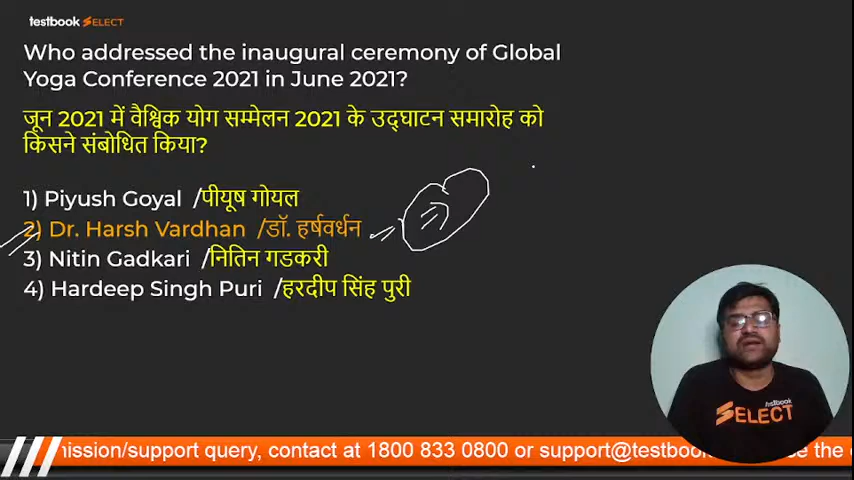 testbook SELECT
Who addressed the inaugural ceremony of Global
Yoga Conference 2021 in June 2021?
जून 2021 में वैश्विक योग सम्मेलन 2021 के उद्घाटन समारोह को
किसने संबोधित किया?
1) Piyush Goyal /पीयूष गोयल
2) Dr. Harsh Vardhan /डॉ. हर्षवर्धन
3) Nitin Gadkari /नितिन गडकरी
4) Hardeep Singh Puri /हरदीप सिंह पुरी
testbook
SELECT
mission/support query, contact at 1800 833 0800 or support@testbook